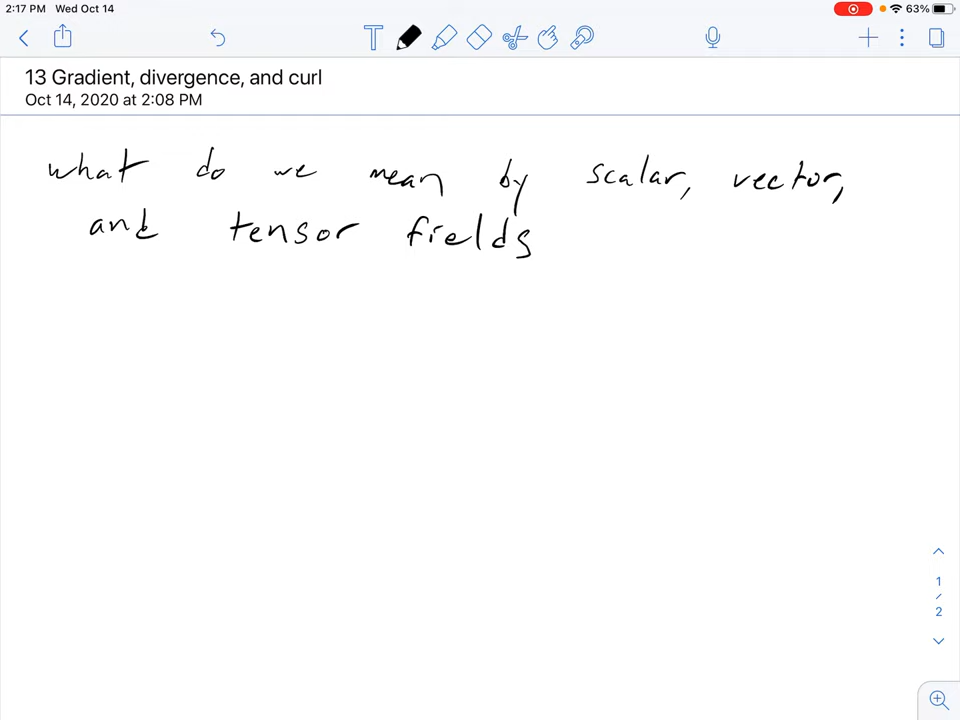 2:17 PM Wed Oct 14 63%
13 Gradient, divergence, and curl
Oct 14, 2020 at 2:08 PM
what do we mean by scalar, vector,
and tensor fields
1
/
2